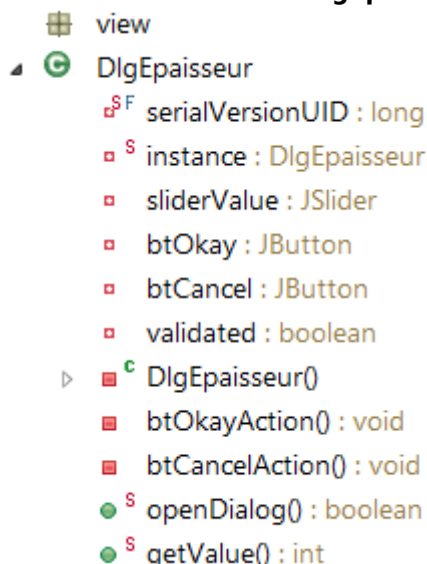 view
DlgEpaisseur
SF serialVersionUID : long
S instance : DlgEpaisseur
sliderValue : JSlider
btOkay : JButton
btCancel : JButton
validated : boolean
C DlgEpaisseur()
btOkayAction() : void
btCancelAction() : void
S openDialog() : boolean
S getValue() : int